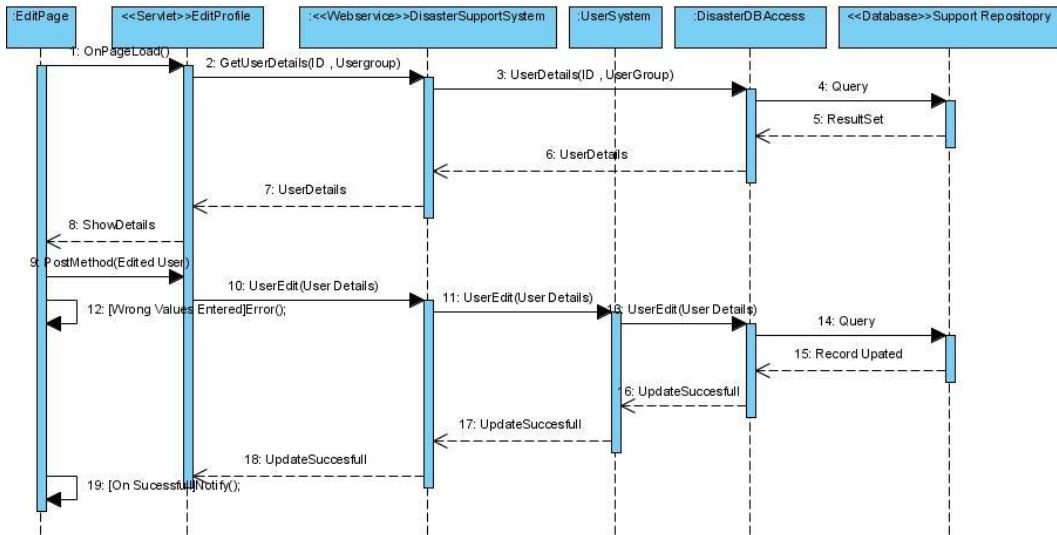 :EditPage
<<Servlet>>EditProfile
:<<Webservice>>DisasterSupportSystem
:UserSystem
:DisasterDBAccess
<<Database>>Support Repositopry
1: OnPageLoad()
2: GetUserDetails(ID , Usergroup)
3: UserDetails(ID , UserGroup)
4: Query
5: ResultSet
6: UserDetails
7: UserDetails
8: ShowDetails
9: PostMethod(Edited User)
10: UserEdit(User Details)
11: UserEdit(User Details)
12: [Wrong Values Entered]Error();
13: UserEdit(User Details)
14: Query
15: Record Upated
16: UpdateSuccesfull
17: UpdateSuccesfull
18: UpdateSuccesfull
19: [On Sucessfull]Notify();